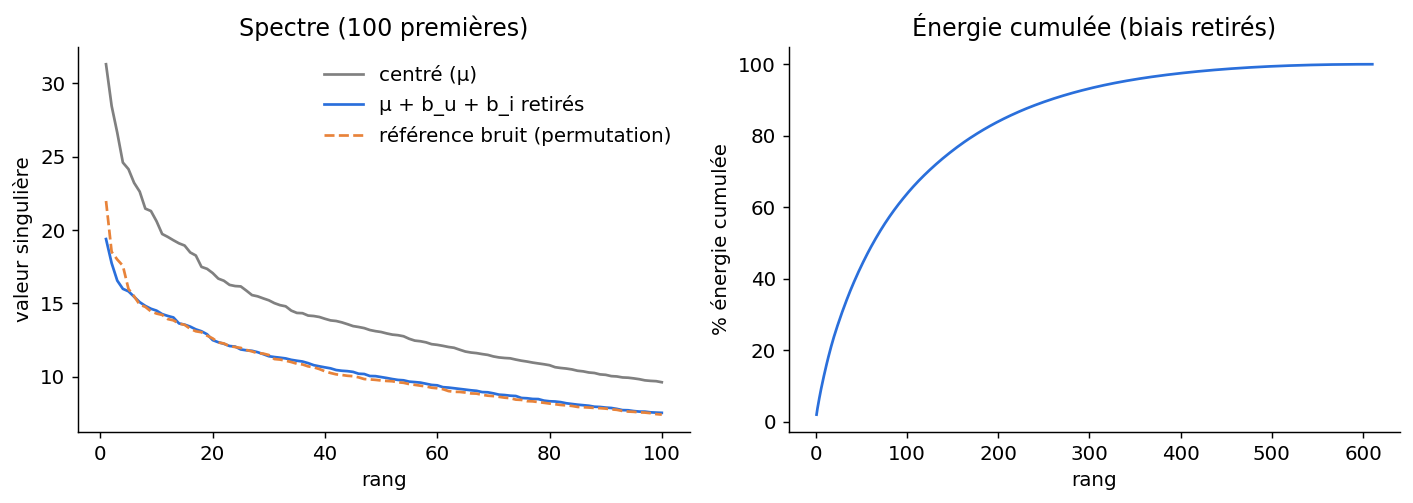 Spectre (100 premières)
valeur singulière
30
25
20
15
10
centré (μ)
μ + b_u + b_i retirés
référence bruit (permutation)
0
20
40
60
80
100
rang
Énergie cumulée (biais retirés)
% énergie cumulée
100
80
60
40
20
0
0
100
200
300
400
500
600
rang